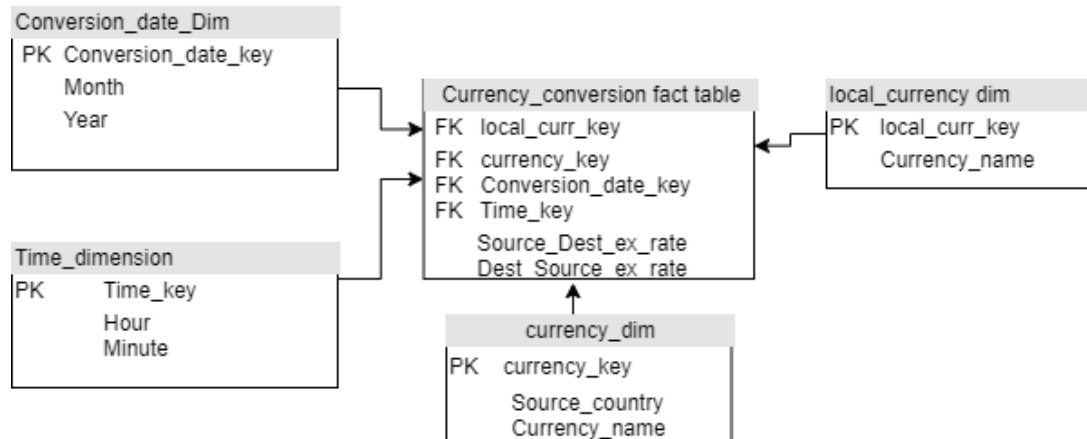 Conversion_date_Dim
PK Conversion_date_key
Month
Year
Time_dimension
PK Time_key
Hour
Minute
Currency_conversion fact table
FK local_curr_key
FK currency_key
FK Conversion_date_key
FK Time_key
Source_Dest_ex_rate
Dest_Source_ex_rate
currency_dim
PK currency_key
Source_country
Currency_name
local_currency dim
PK local_curr_key
Currency_name